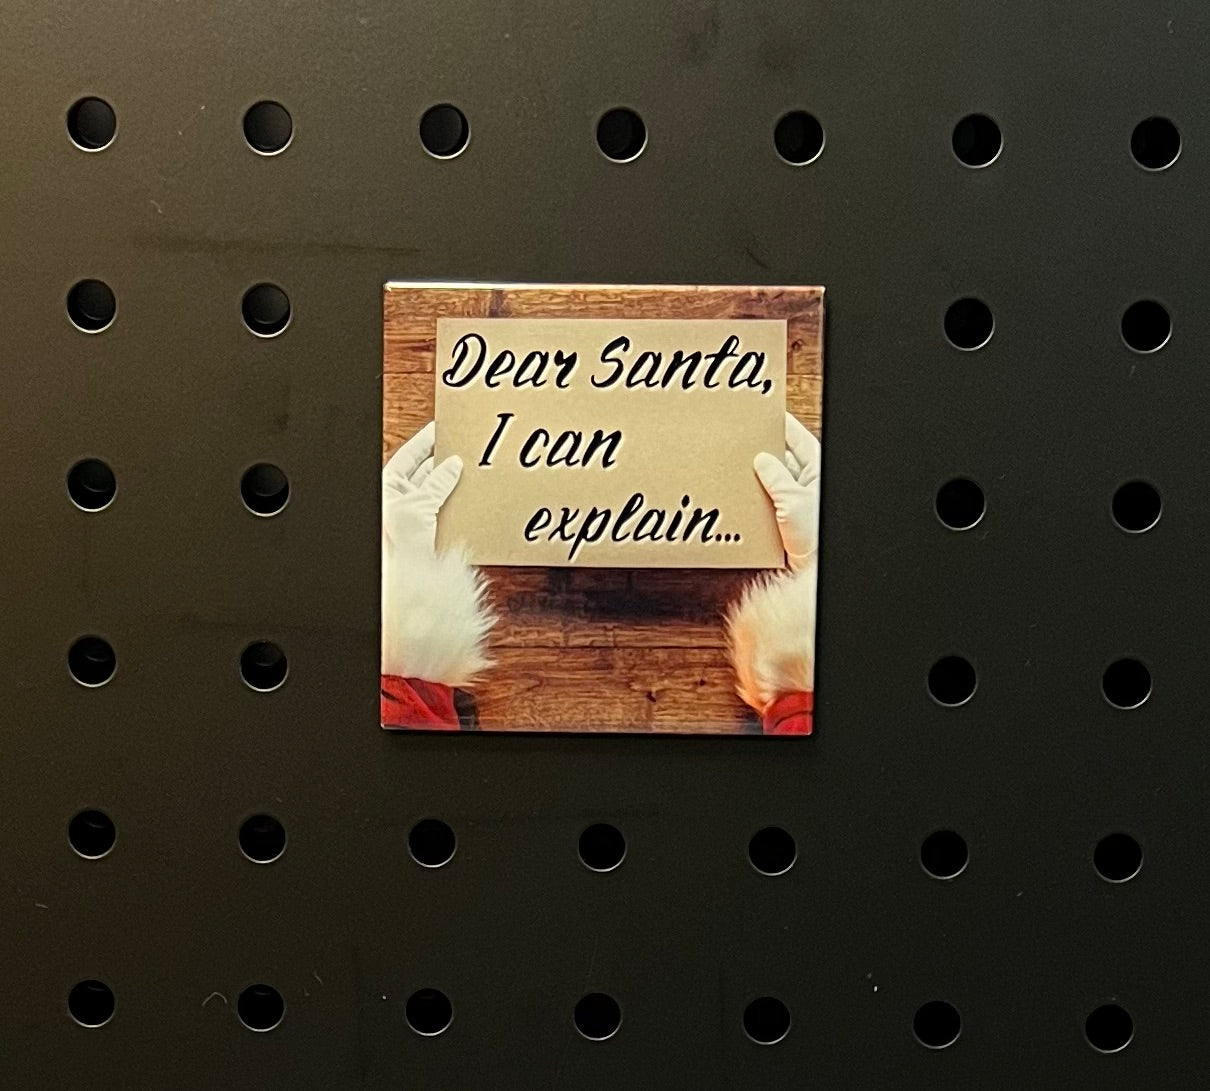 Dear Santa,
I can
explain...